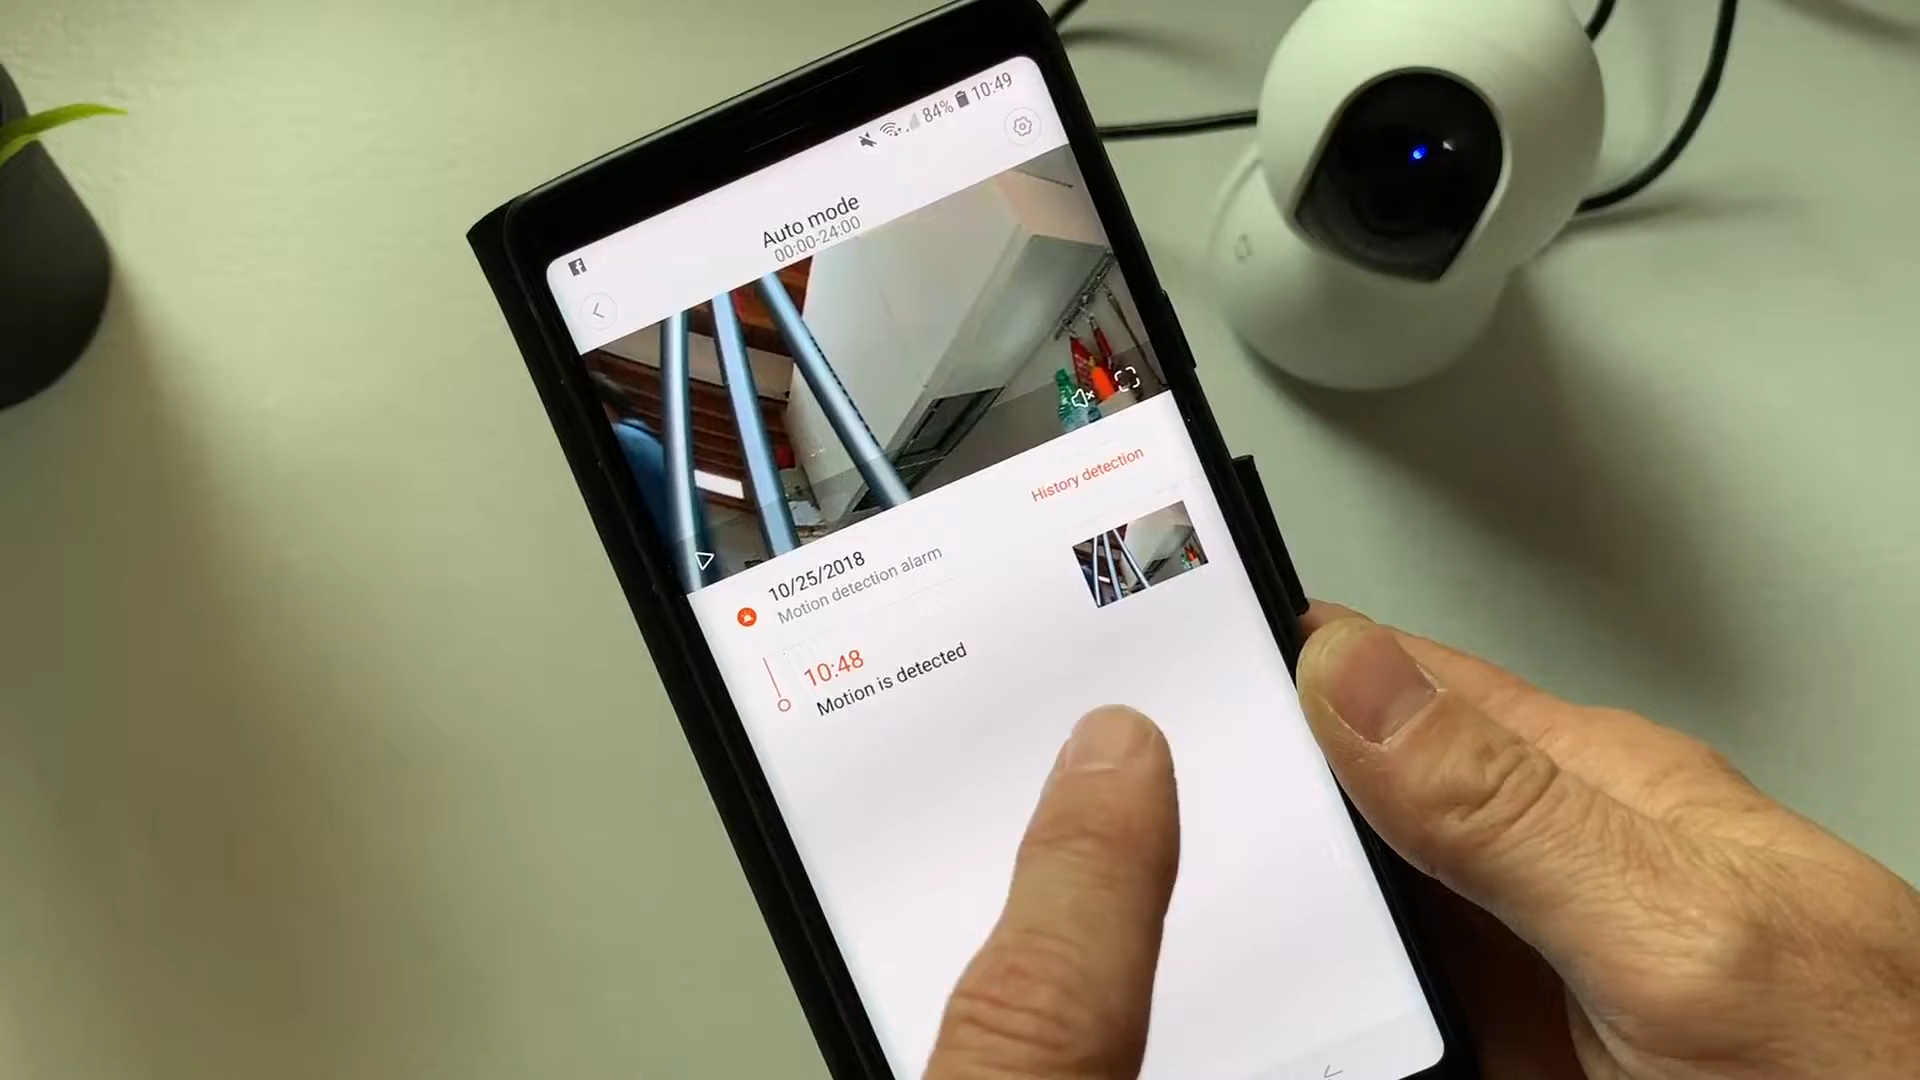 84% 10:49
Auto mode
00:00-24:00
History detection
10/25/2018
Motion detection alarm
10:48
Motion is detected